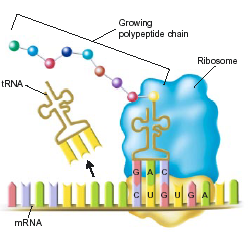 Growing
polypeptide chain
Ribosome
tRNA
G A C
C U G U G A
mRNA